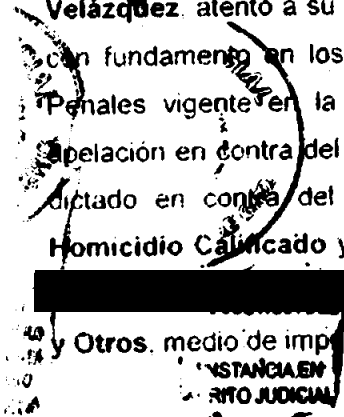 Velázquez, atento a su
con fundamento en los
Penales vigente en la
apelación en contra del
dictado en contra del
Homicidio Calificado y
y Otros, medio de imp
NSTANCIA EN
RITO JUDICIAL